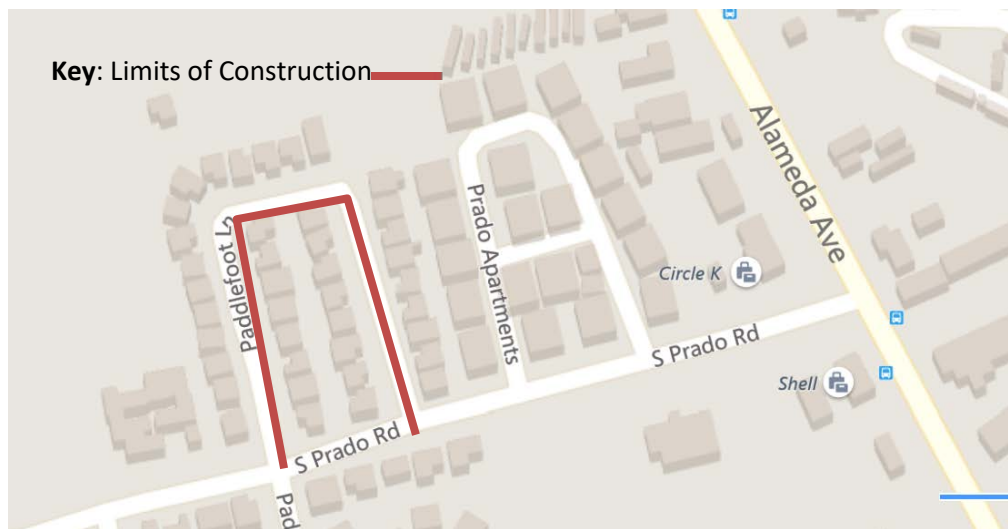 Key: Limits of Construction
Alameda Ave
Paddlefoot Ln
Prado Apartments
Circle K
S Prado Rd
Shell
S Prado Rd
Pad